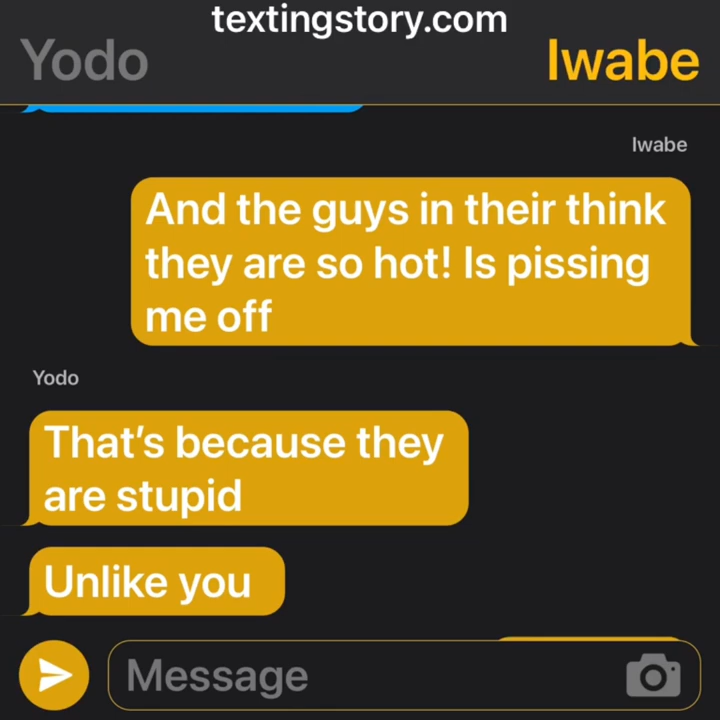 textingstory.com
Yodo
Iwabe
Iwabe
And the guys in their think
they are so hot! Is pissing
me off
Yodo
That’s because they
are stupid
Unlike you
Message